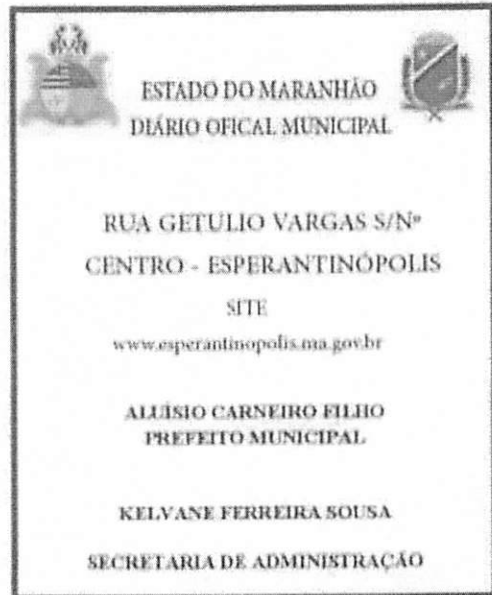 ESTADO DO MARANHÃO
DIÁRIO OFICAL MUNICIPAL
RUA GETULIO VARGAS S/Nº
CENTRO - ESPERANTINÓPOLIS
SITE
www.esperantinopolis.ma.gov.br
ALUÍSIO CARNEIRO FILHO
PREFEITO MUNICIPAL
KELVANE FERREIRA SOUSA
SECRETARIA DE ADMINISTRAÇÃO